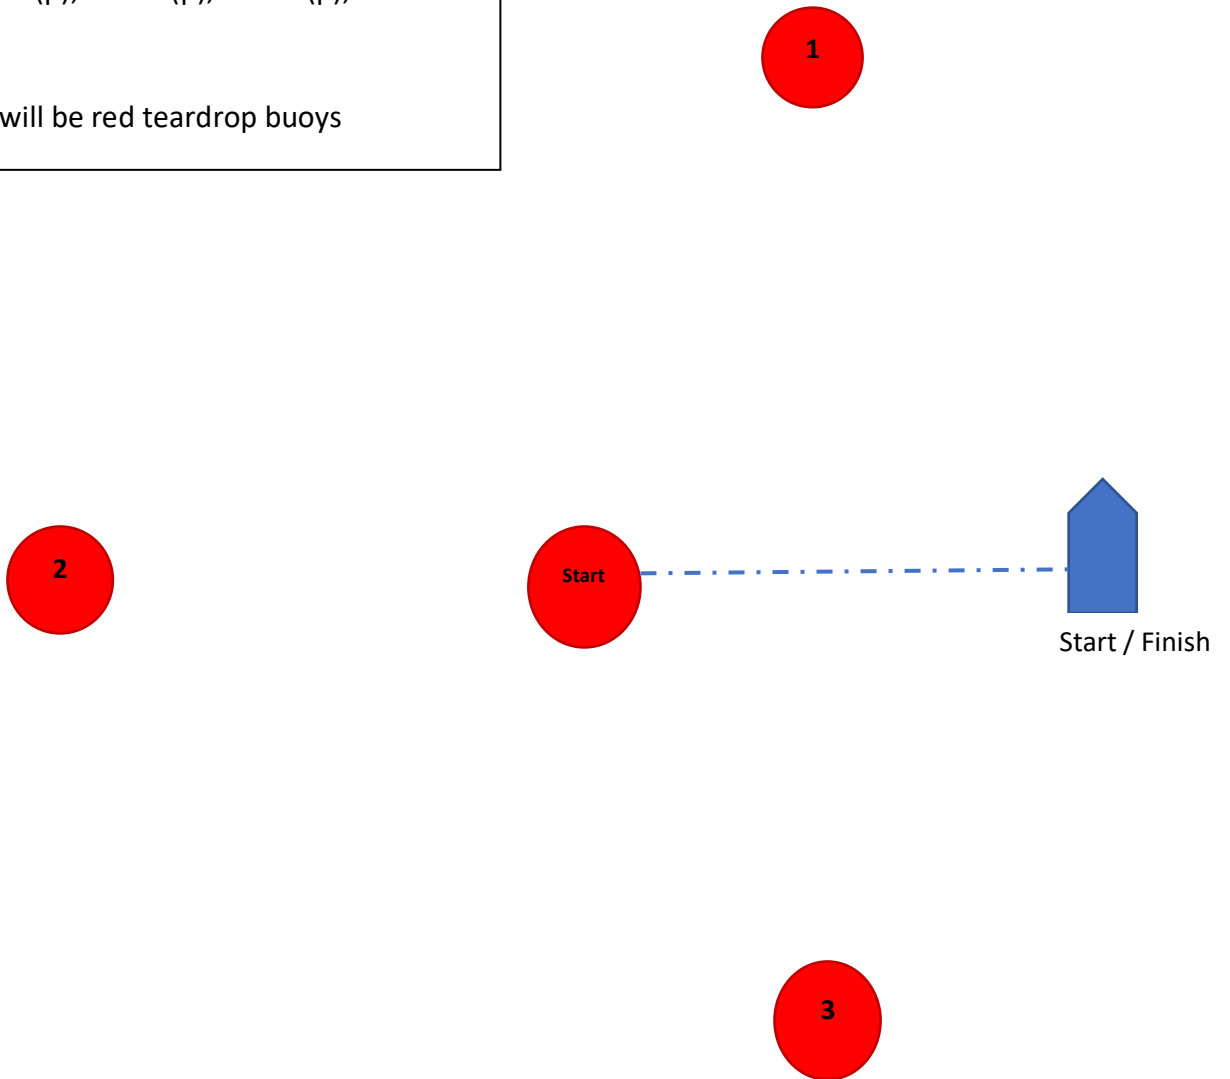 (p), (p), (p),
will be red teardrop buoys
1
2
Start
Start / Finish
3